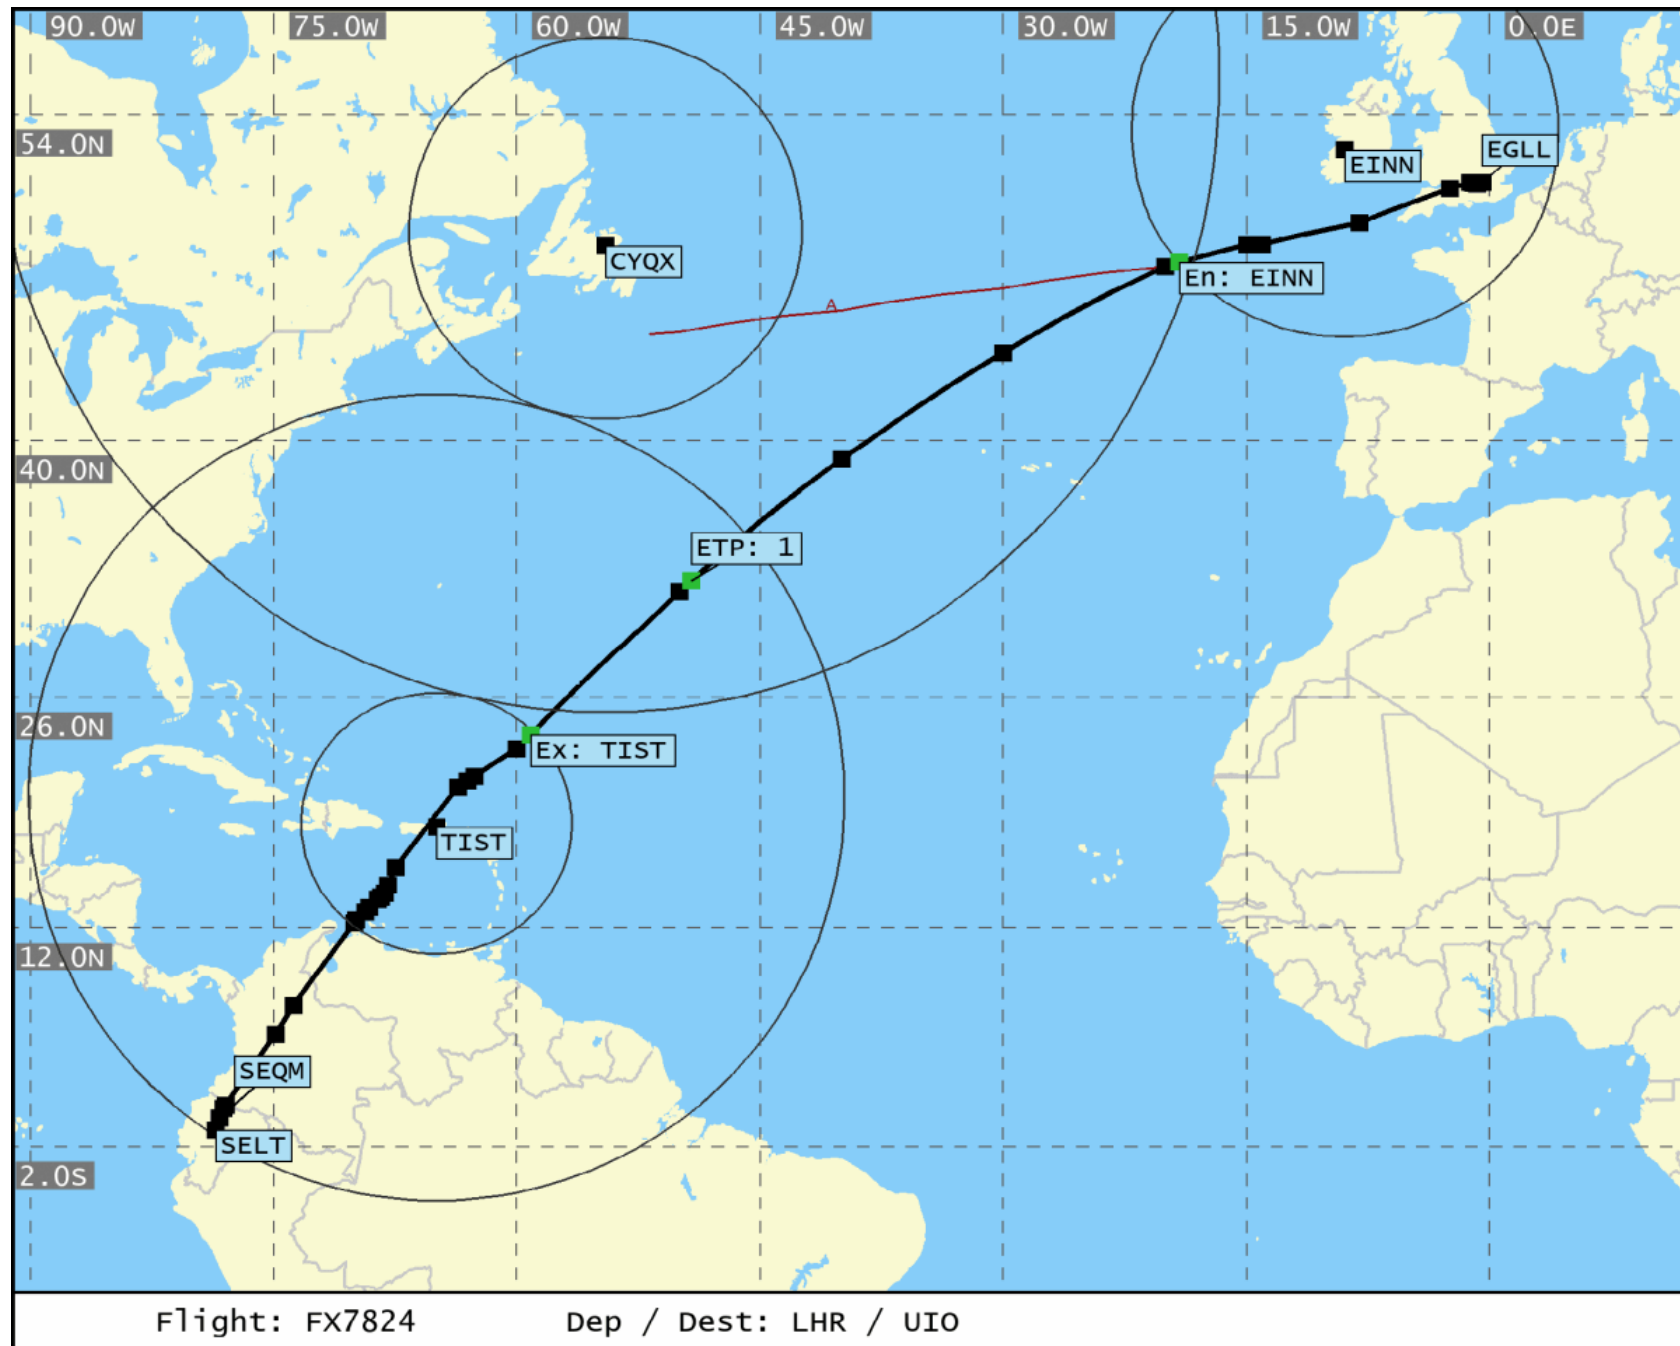 90.0W 75.0W 60.0W 45.0W 30.0W 15.0W 0.0E
54.0N
EGLL
EINN
CYQX
En: EINN
A
40.0N
ETP: 1
26.0N
Ex: TIST
TIST
12.0N
SEQM
SELT
2.0S
Flight: FX7824 Dep / Dest: LHR / UIO